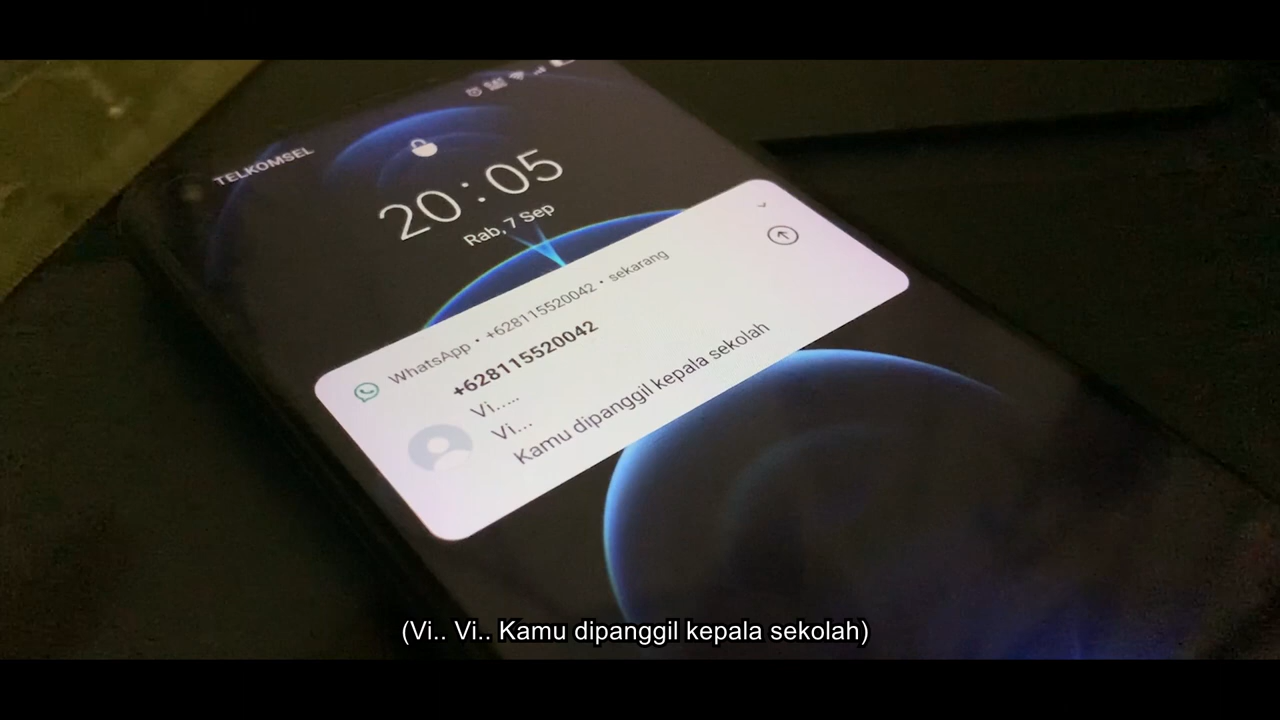 TELKOMSEL
20:05
Rab, 7 Sep
WhatsApp • +628115520042 • sekarang
+628115520042
Vi.....
Vi...
Kamu dipanggil kepala sekolah
(Vi.. Vi.. Kamu dipanggil kepala sekolah)